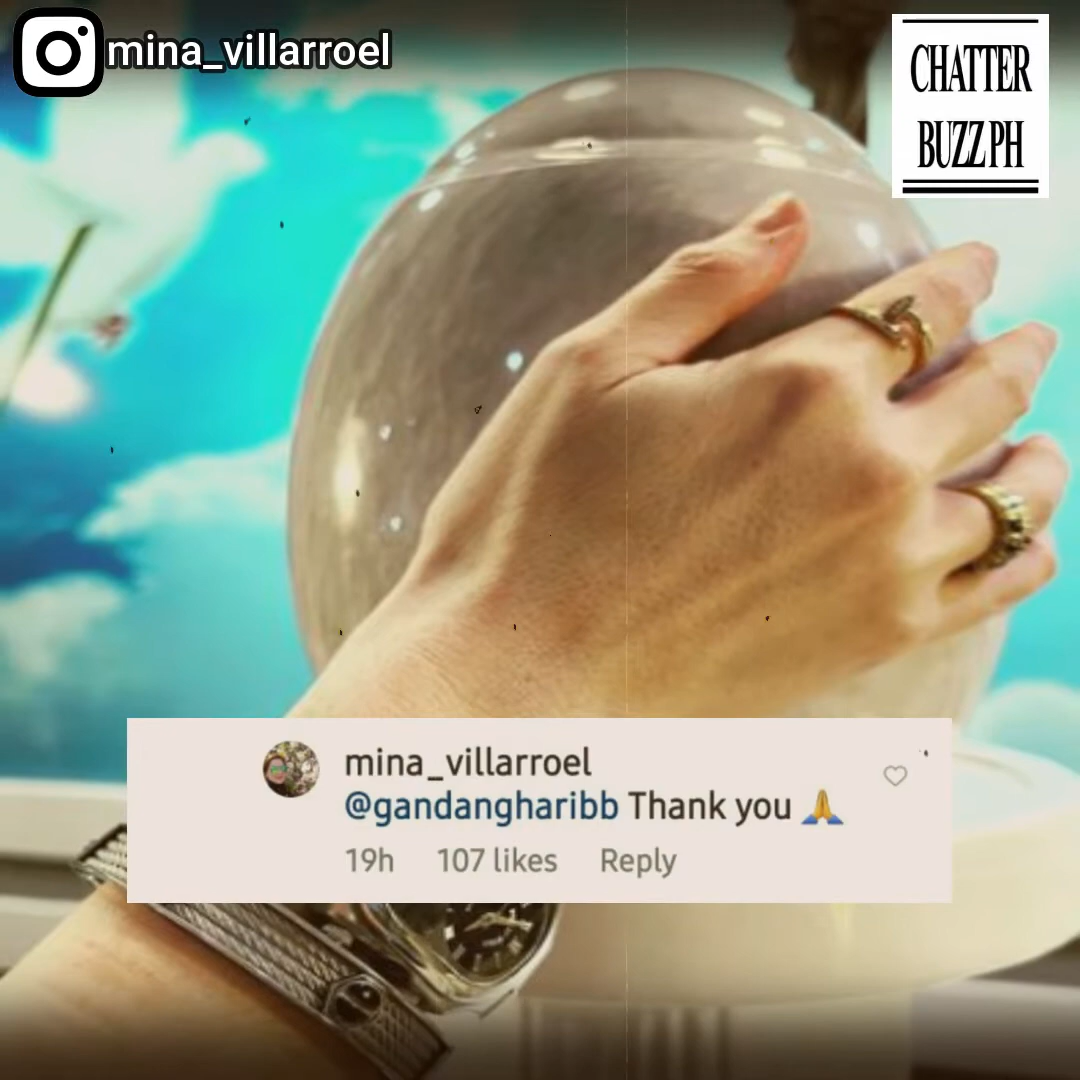 mina_villarroel
CHATTER
BUZZ PH
mina_villarroel
@gandangharibb Thank you 🙏
19h 107 likes Reply